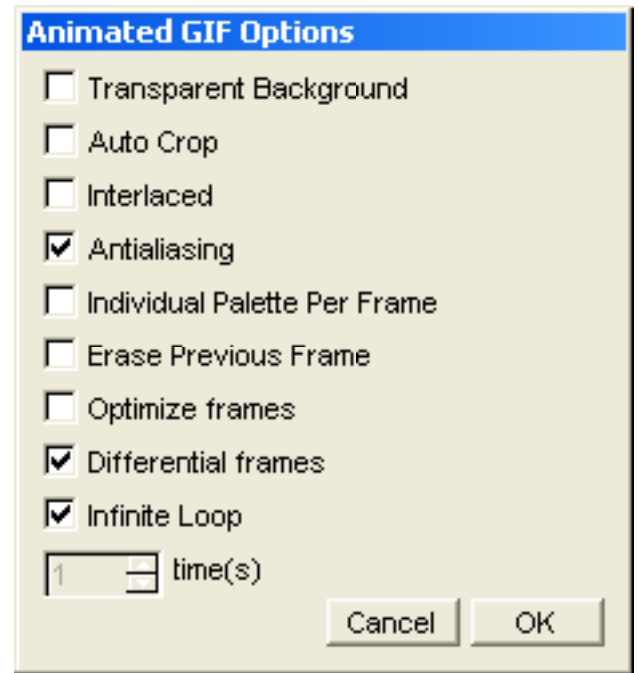 Animated GIF Options
Transparent Background
Auto Crop
Interlaced
Antialiasing
Individual Palette Per Frame
Erase Previous Frame
Optimize frames
Differential frames
Infinite Loop
1 time(s)
Cancel OK